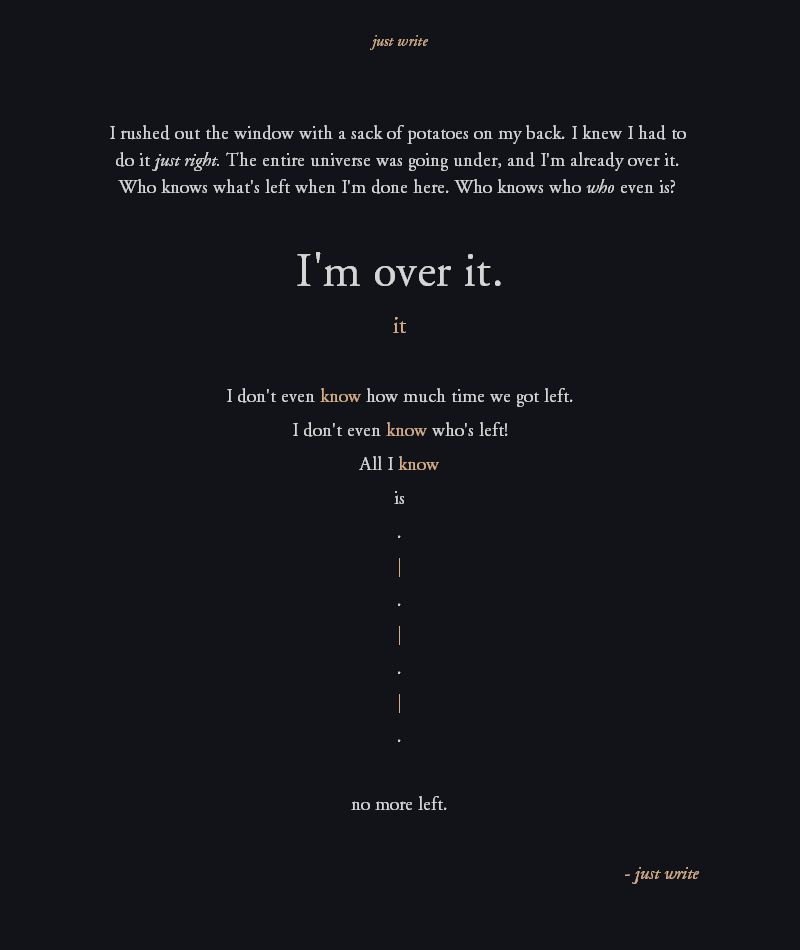 just write
I rushed out the window with a sack of potatoes on my back. I knew I had to
do it just right. The entire universe was going under, and I'm already over it.
Who knows what's left when I'm done here. Who knows who who even is?
I'm over it.
it
I don't even know how much time we got left.
I don't even know who's left!
All I know
is
.
|
.
|
.
|
.
no more left.
- just write